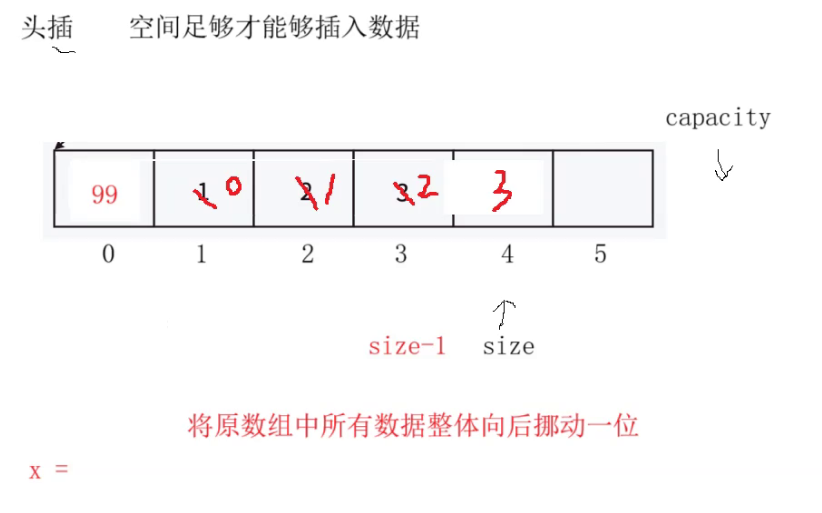 头插 空间足够才能够插入数据
capacity
99 1 0 2 1 3 2 3
0 1 2 3 4 5
size-1 size
将原数组中所有数据整体向后挪动一位
x =